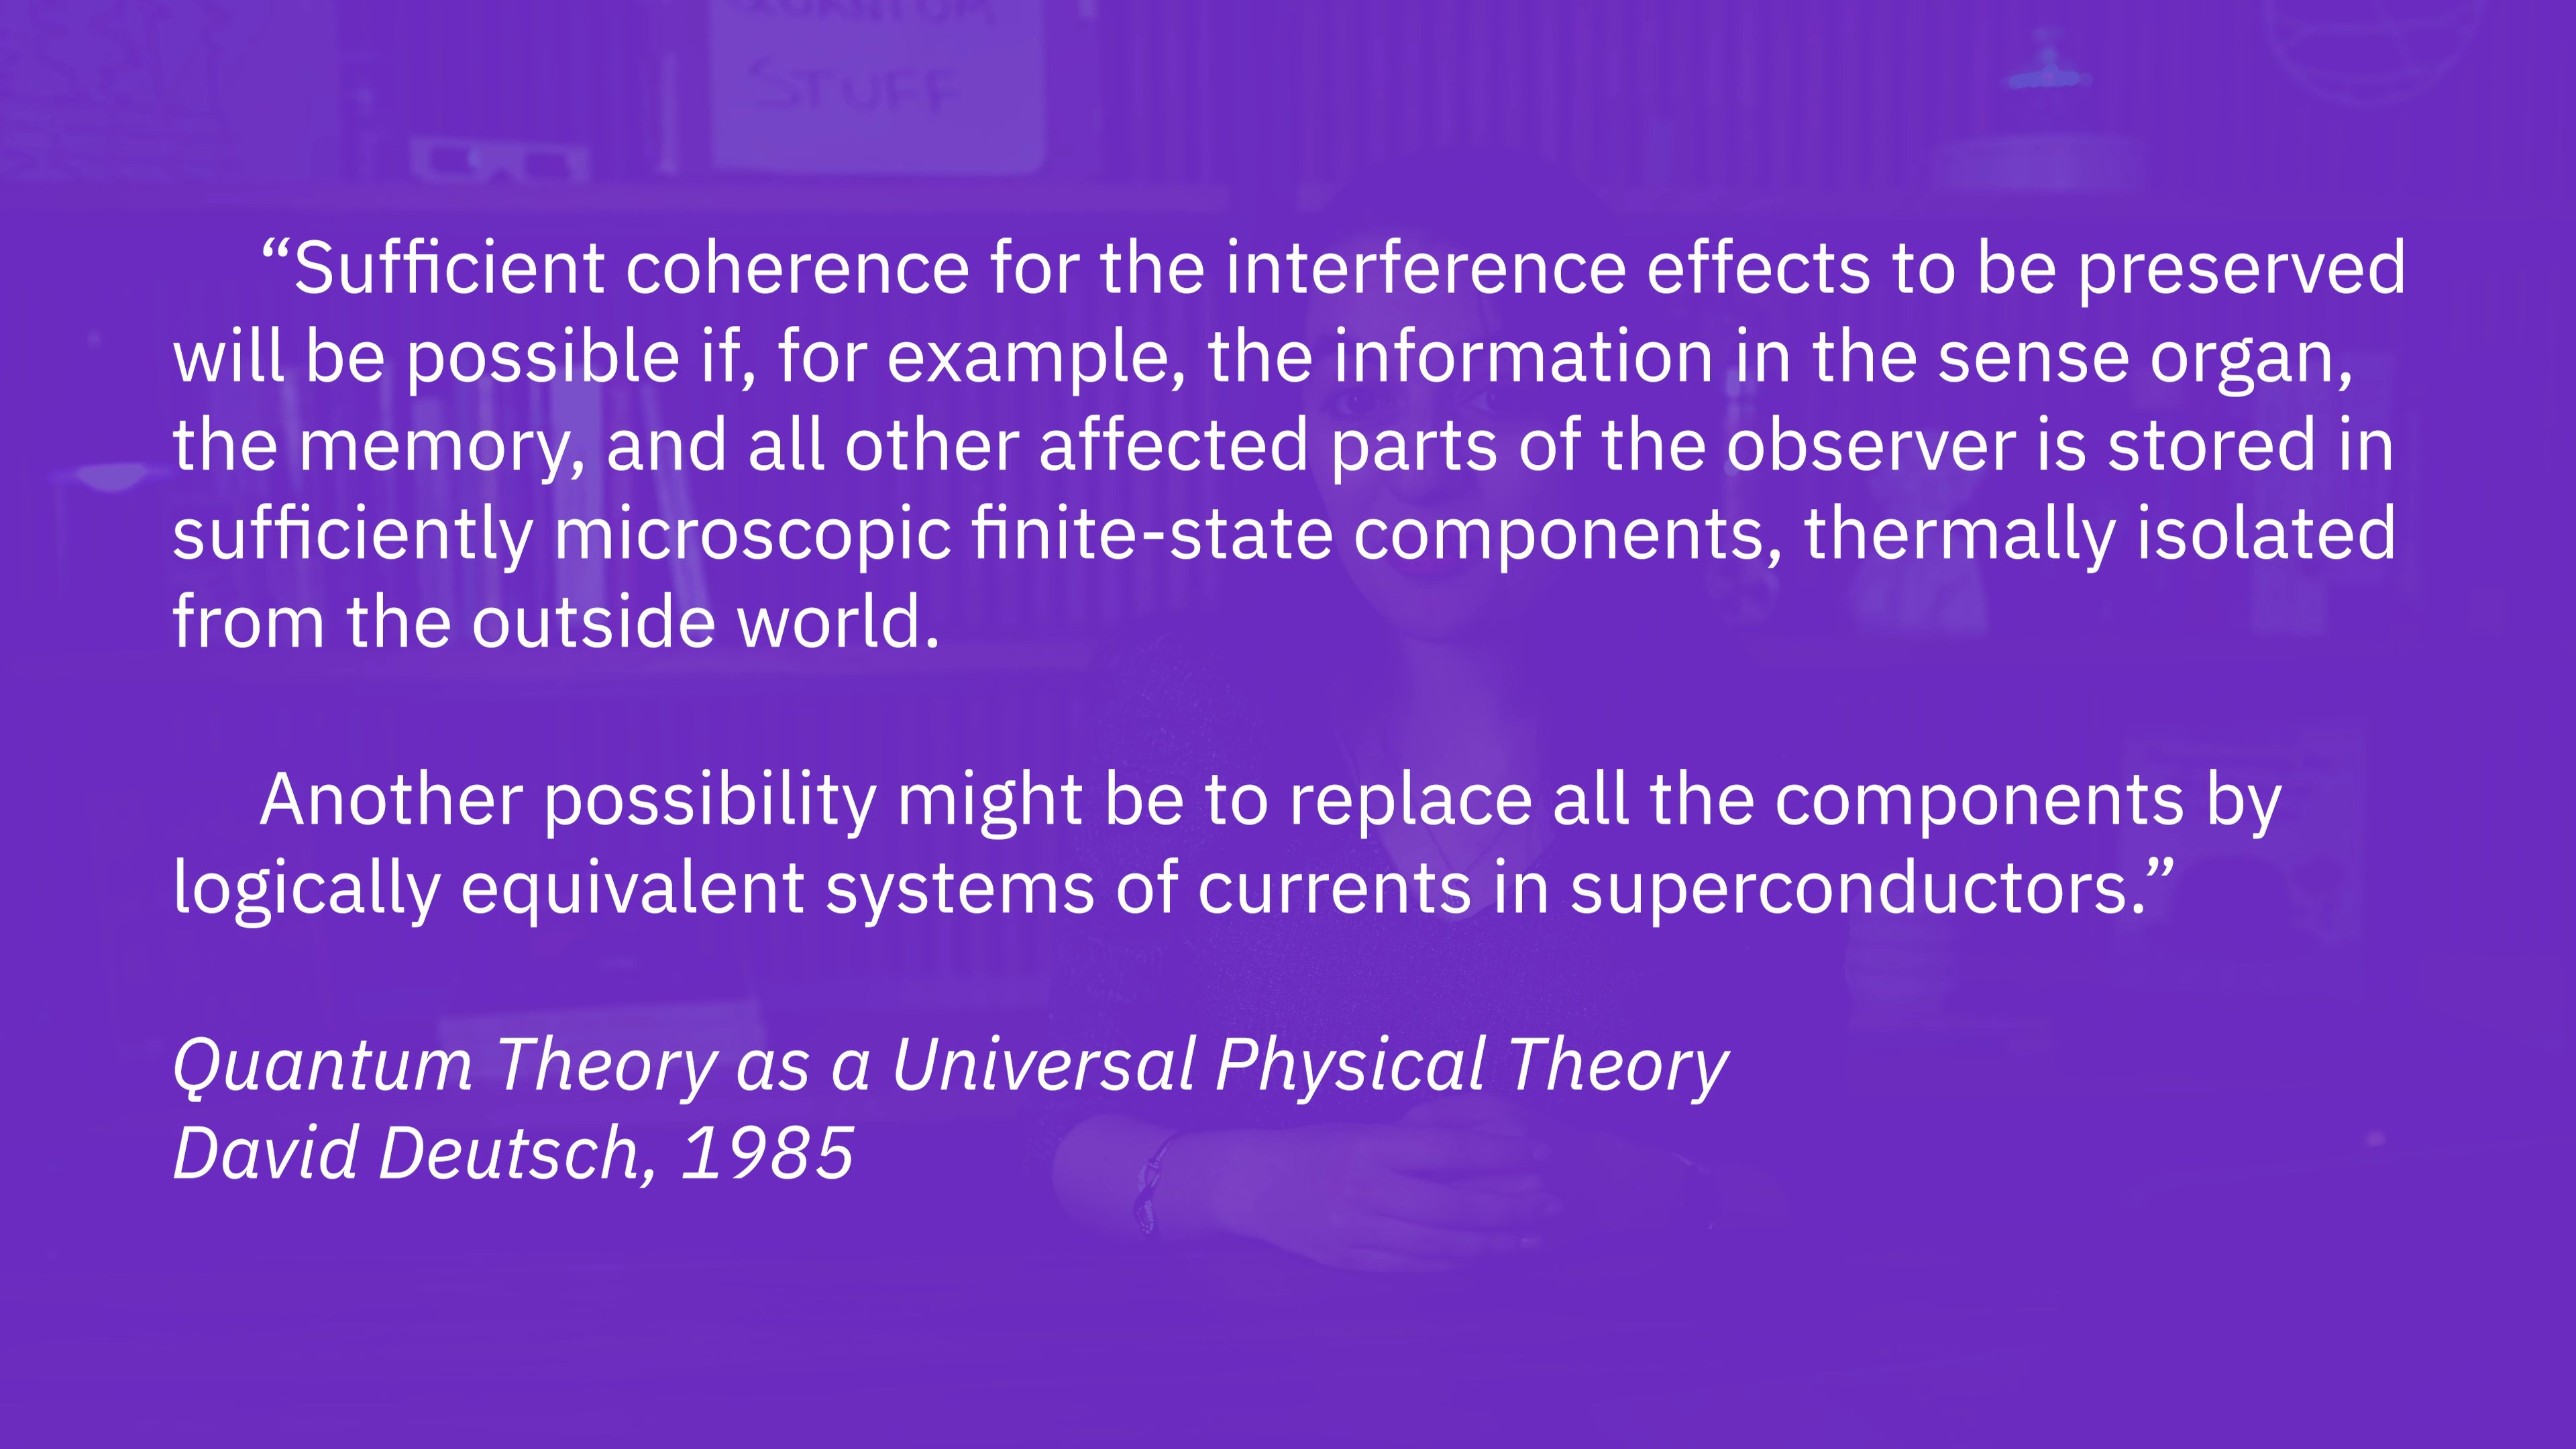 QUANTUM
STUFF
“Sufficient coherence for the interference effects to be preserved
will be possible if, for example, the information in the sense organ,
the memory, and all other affected parts of the observer is stored in
sufficiently microscopic finite-state components, thermally isolated
from the outside world.
Another possibility might be to replace all the components by
logically equivalent systems of currents in superconductors.”
Quantum Theory as a Universal Physical Theory
David Deutsch, 1985